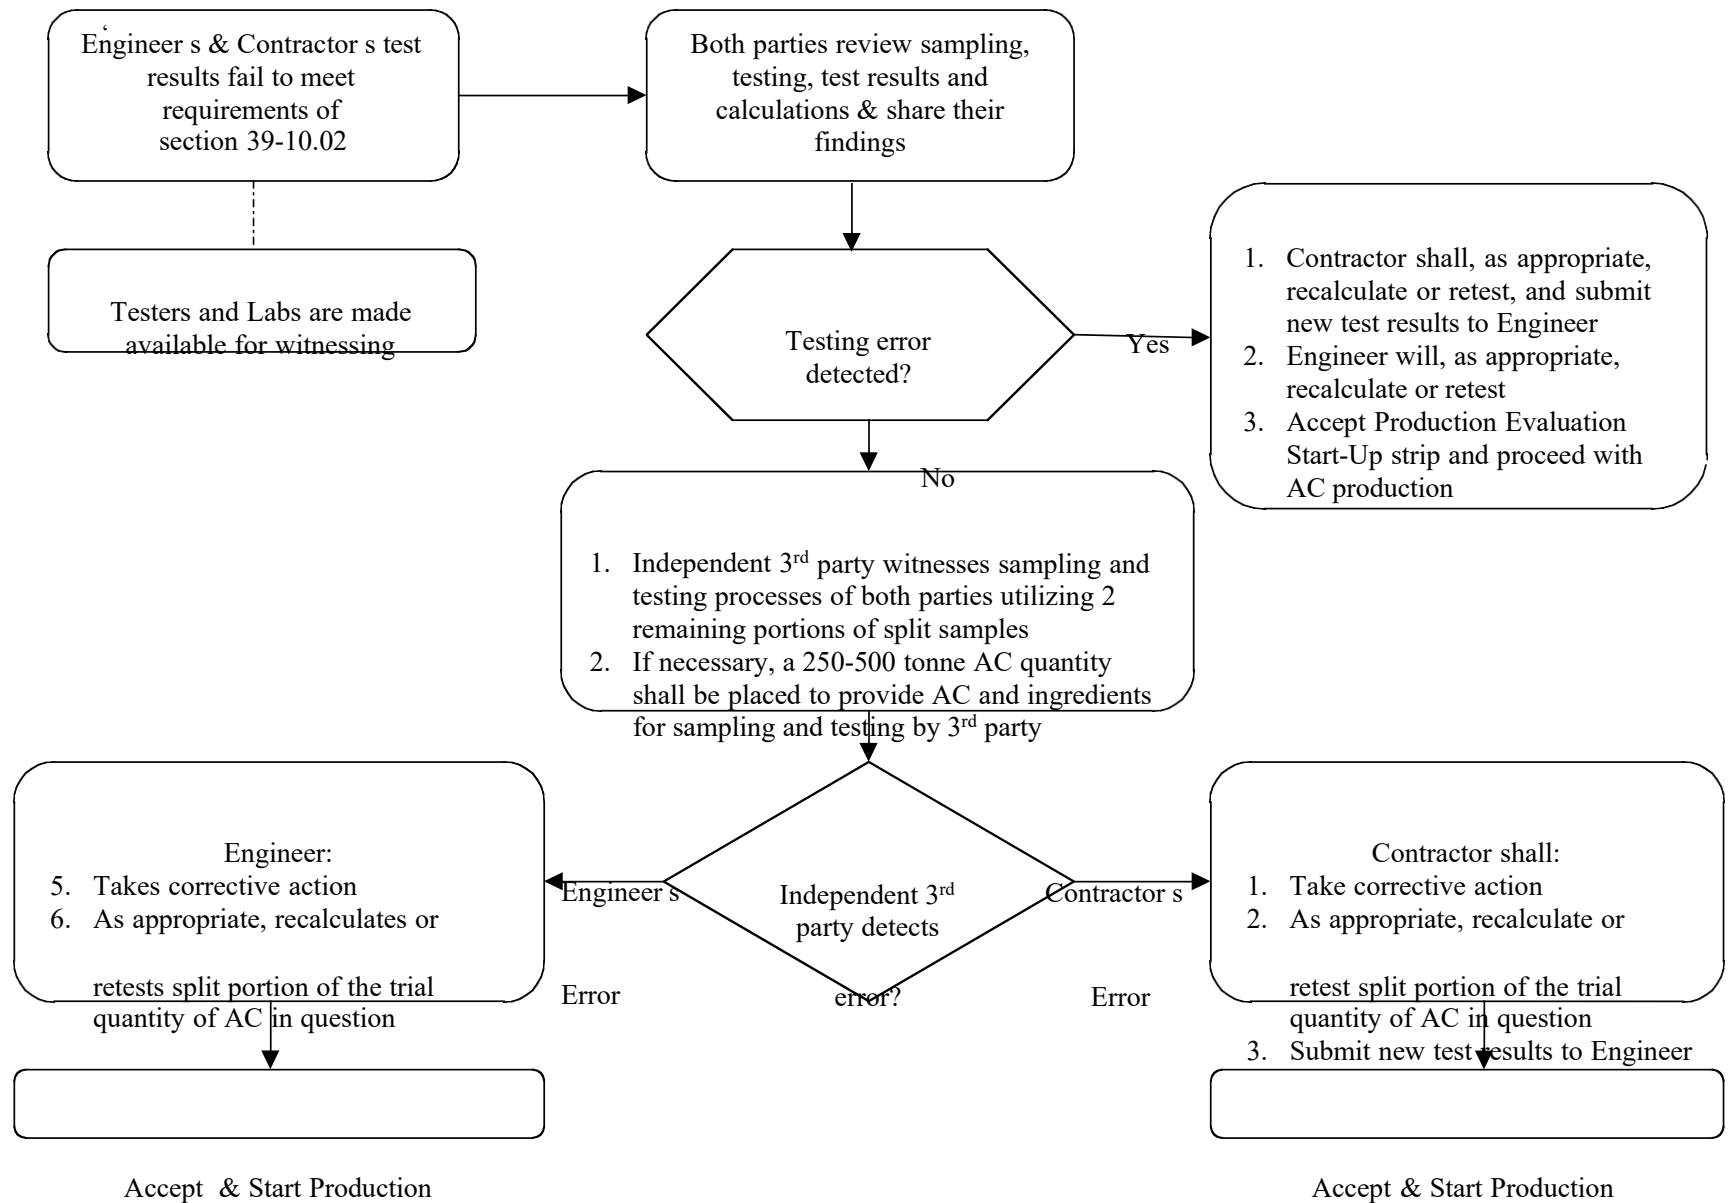 Engineer s & Contractor s test
results fail to meet
requirements of
section 39-10.02
Both parties review sampling,
testing, test results and
calculations & share their
findings
Testers and Labs are made
available for witnessing
Testing error
detected?
Yes
1. Contractor shall, as appropriate,
recalculate or retest, and submit
new test results to Engineer
2. Engineer will, as appropriate,
recalculate or retest
3. Accept Production Evaluation
Start-Up strip and proceed with
AC production
No
1. Independent 3rd party witnesses sampling and
testing processes of both parties utilizing 2
remaining portions of split samples
2. If necessary, a 250-500 tonne AC quantity
shall be placed to provide AC and ingredients
for sampling and testing by 3rd party
Engineer:
5. Takes corrective action
6. As appropriate, recalculates or
retests split portion of the trial
quantity of AC in question
Engineer s
Error
Independent 3rd
party detects
error?
Contractor s
Error
Contractor shall:
1. Take corrective action
2. As appropriate, recalculate or
retest split portion of the trial
quantity of AC in question
3. Submit new test results to Engineer
Accept & Start Production
Accept & Start Production